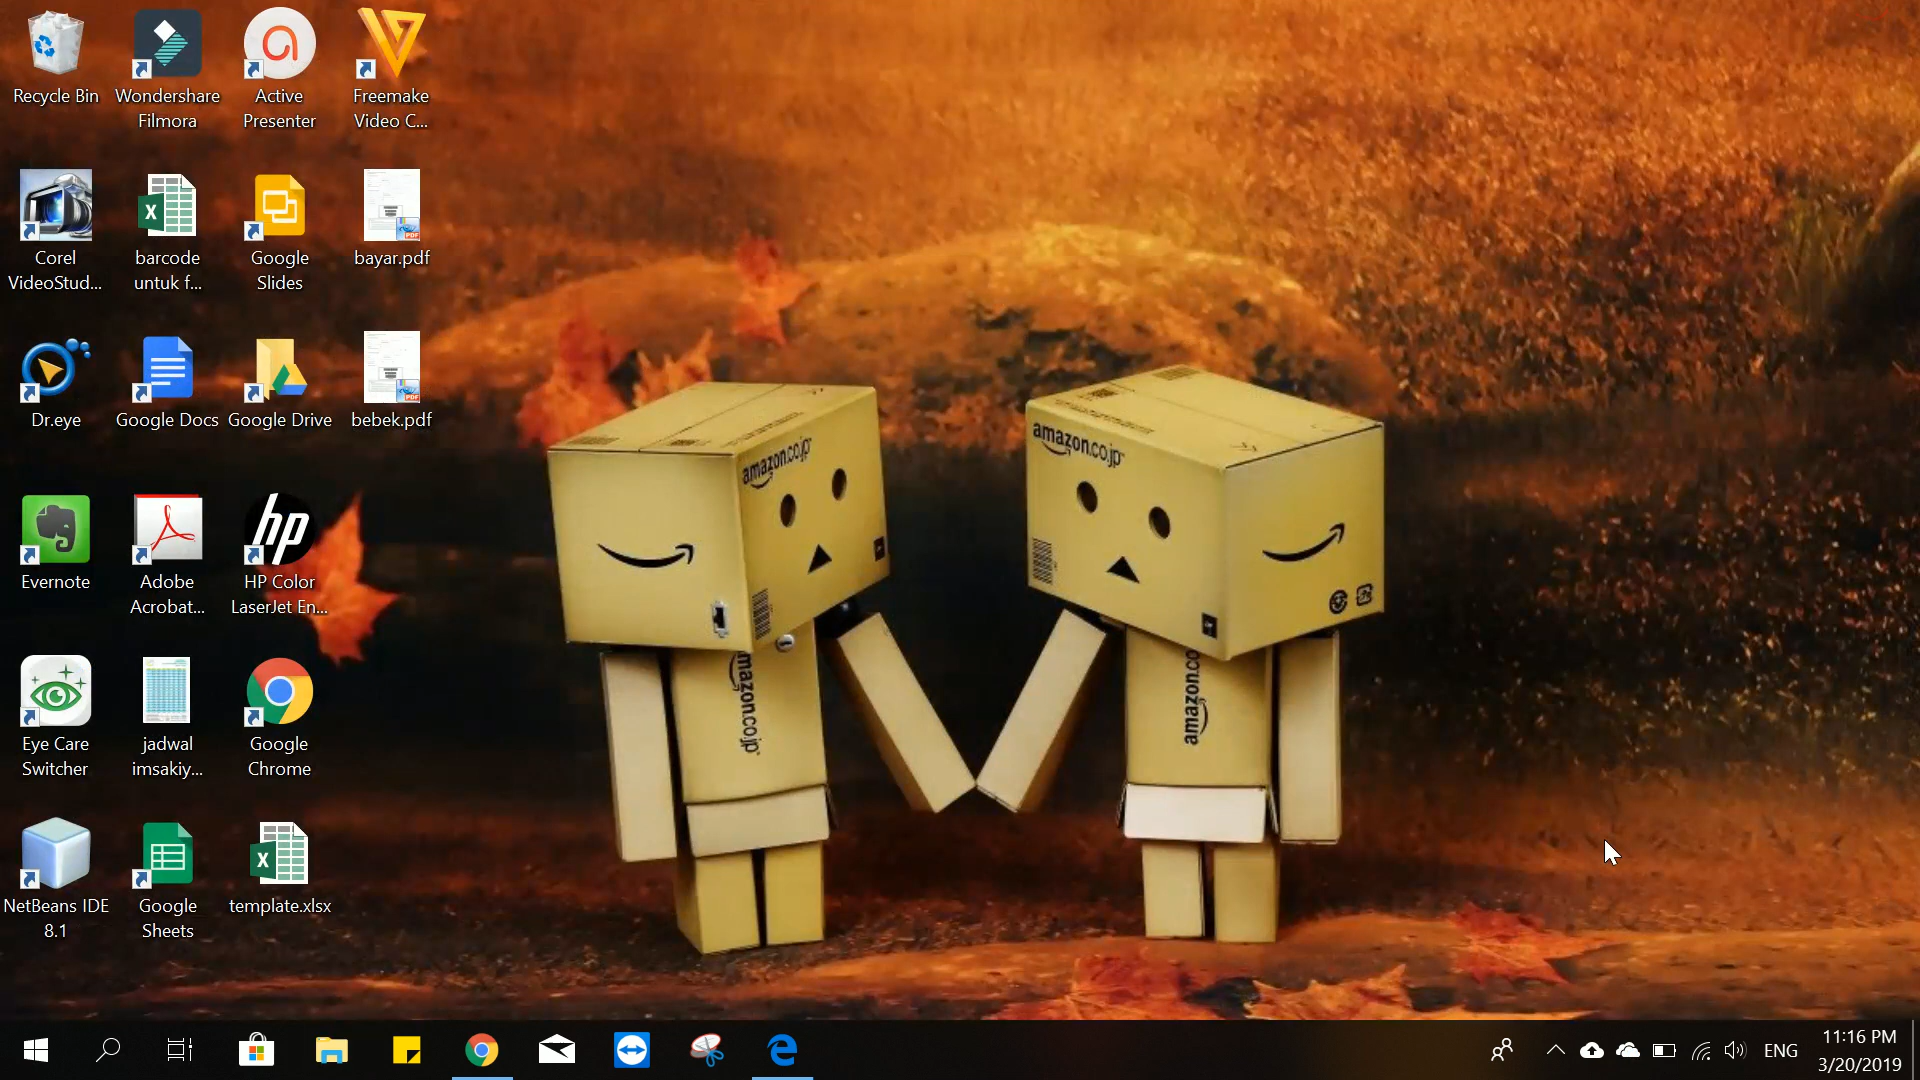 Recycle Bin
Wondershare
Filmora
Active
Presenter
Freemake
Video C...
Corel
VideoStud...
barcode
untuk f...
Google
Slides
bayar.pdf
Dr.eye
Google Docs
Google Drive
bebek.pdf
Evernote
Adobe
Acrobat...
hp
HP Color
LaserJet En...
Eye Care
Switcher
jadwal
imsakiy...
Google
Chrome
NetBeans IDE
8.1
Google
Sheets
template.xlsx
amazon.co.jp
amazon.co.jp
mazon.co.jp
amazon.co
ENG
11:16 PM
3/20/2019